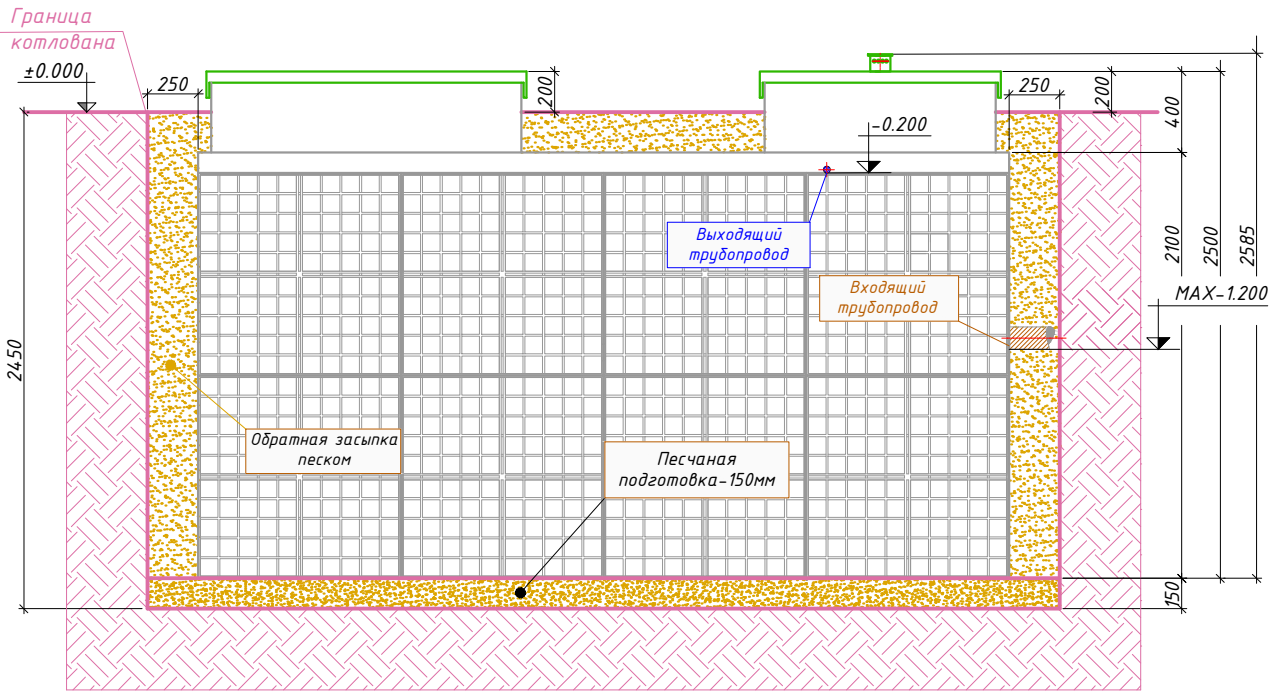 Граница
котлована
±0.000
250
200
250
200
400
-0.200
Выходящий
трубопровод
2100
2500
2585
Входящий
трубопровод
MAX-1.200
2450
Обратная засыпка
песком
Песчаная
подготовка-150мм
150